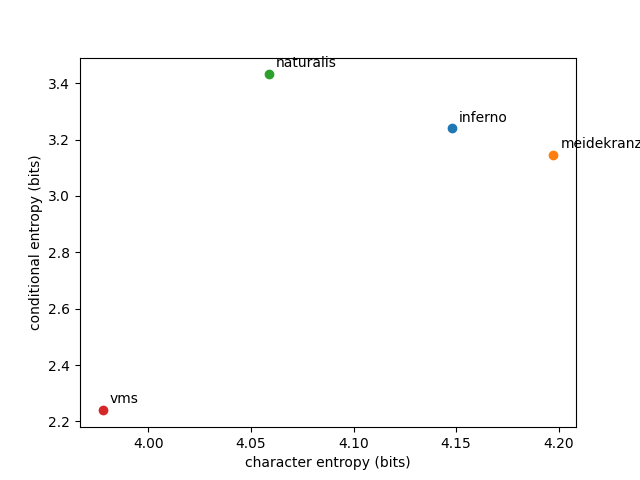 naturalis
inferno
meidekranz
vms
3.4
3.2
3.0
2.8
2.6
2.4
2.2
conditional entropy (bits)
4.00 4.05 4.10 4.15 4.20
character entropy (bits)